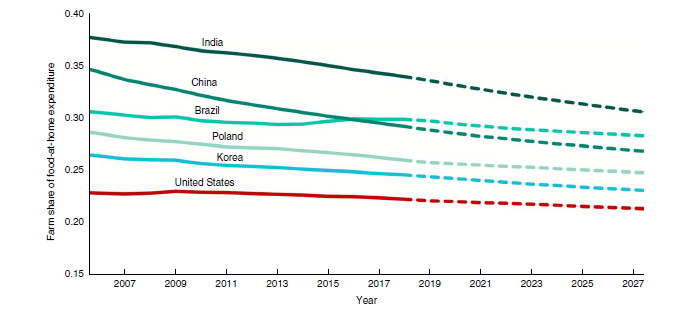 0.40
0.35
0.30
0.25
0.20
0.15
Farm share of food-at-home expenditure
India
China
Brazil
Poland
Korea
United States
2007 2009 2011 2013 2015 2017 2019 2021 2023 2025 2027
Year